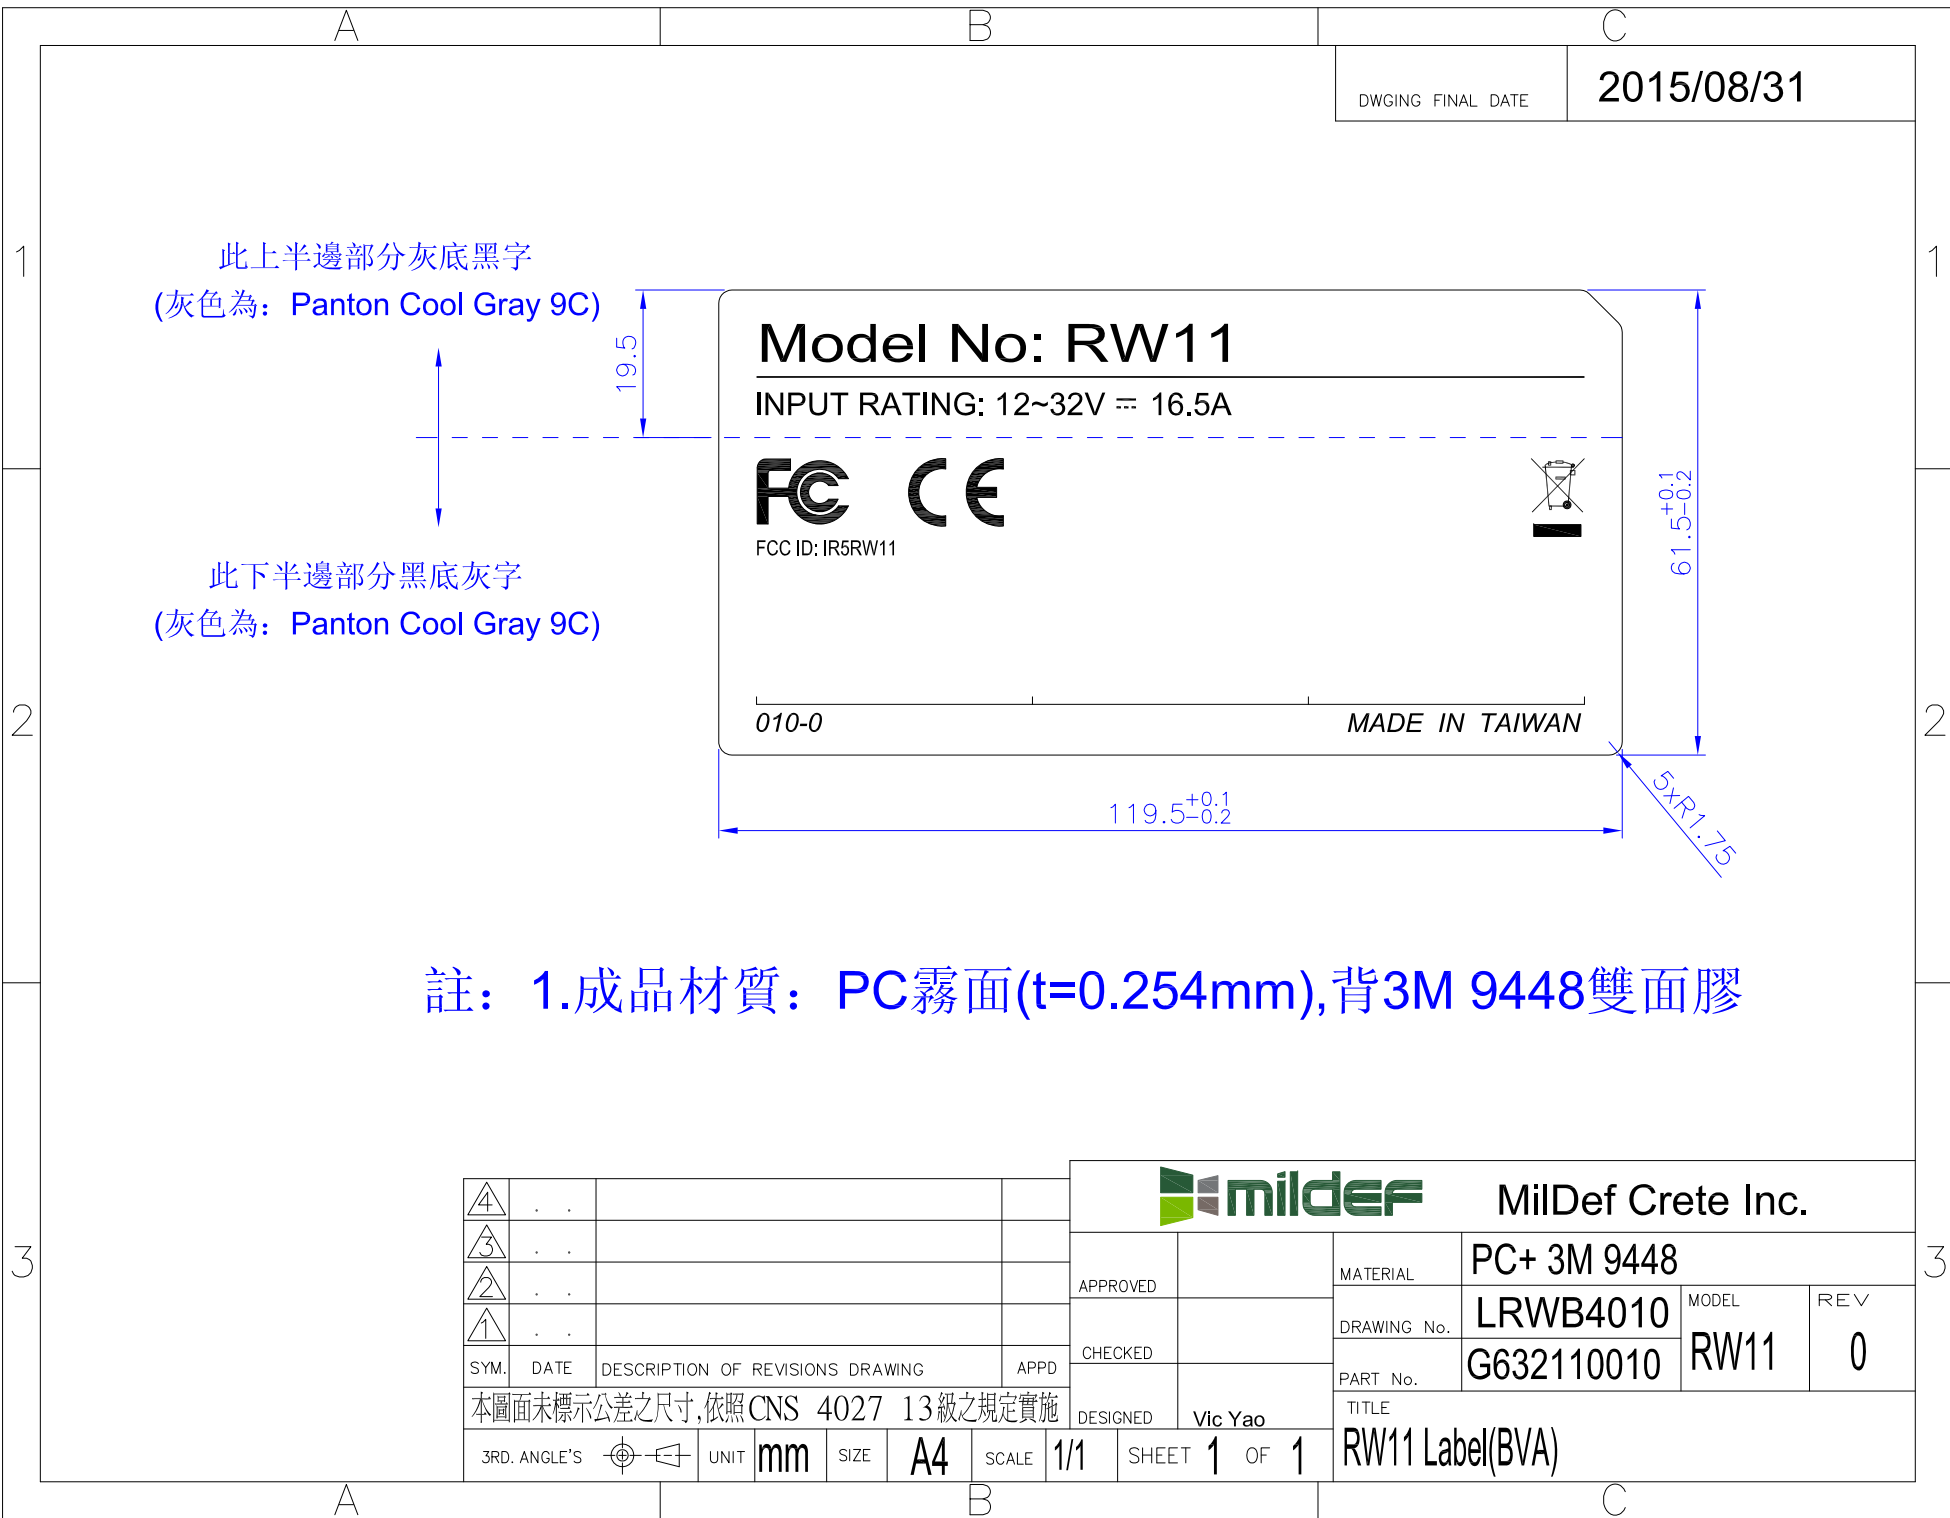 A B C
DWGING FINAL DATE 2015/08/31
1 1
此上半邊部分灰底黑字
(灰色為：Panton Cool Gray 9C)
19.5
Model No: RW11
INPUT RATING: 12~32V ⎓ 16.5A
FC CE
FCC ID: IR5RW11
61.5+0.1-0.2
此下半邊部分黑底灰字
(灰色為：Panton Cool Gray 9C)
2 2
010-0 MADE IN TAIWAN
119.5+0.1-0.2
5xR1.75
註：1.成品材質：PC霧面(t=0.254mm),背3M 9448雙面膠
mildef MilDef Crete Inc.
3 3
4 . .
3 . .
2 . .
1 . .
SYM. DATE DESCRIPTION OF REVISIONS DRAWING APPD
本圖面未標示公差之尺寸,依照CNS 4027 13級之規定實施
3RD. ANGLE'S UNIT mm SIZE A4 SCALE 1/1 SHEET 1 OF 1
APPROVED
CHECKED
DESIGNED Vic Yao
MATERIAL PC+ 3M 9448
DRAWING No. LRWB4010
PART No. G632110010
MODEL RW11
REV 0
TITLE
RW11 Label(BVA)
A B C